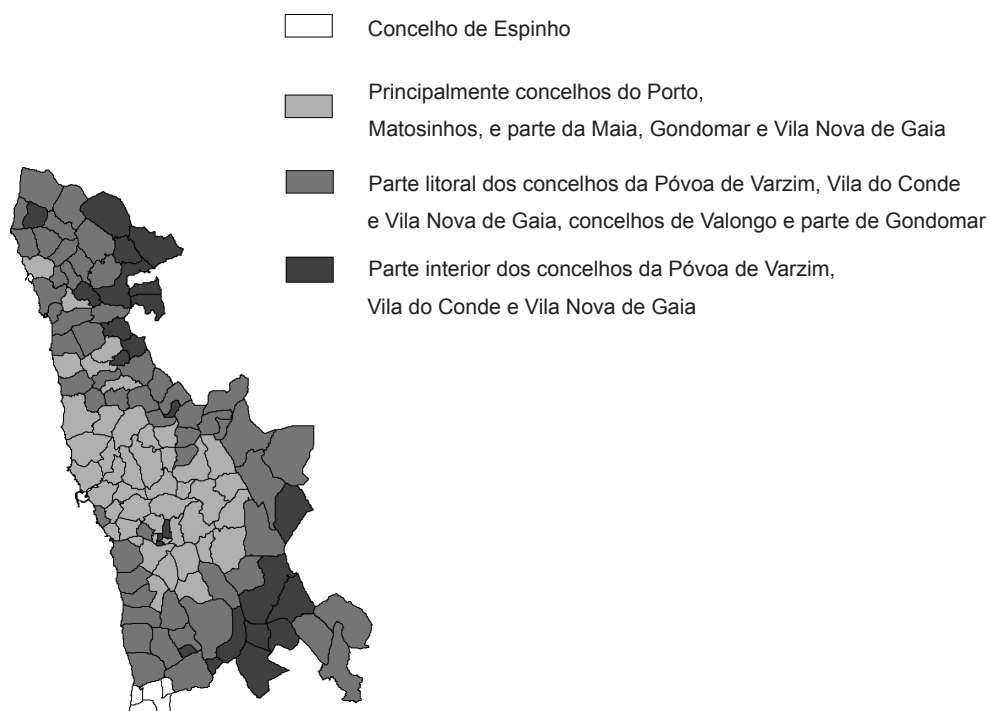 Concelho de Espinho
Principalmente concelhos do Porto,
Matosinhos, e parte da Maia, Gondomar e Vila Nova de Gaia
Parte litoral dos concelhos da Póvoa de Varzim, Vila do Conde
e Vila Nova de Gaia, concelhos de Valongo e parte de Gondomar
Parte interior dos concelhos da Póvoa de Varzim,
Vila do Conde e Vila Nova de Gaia